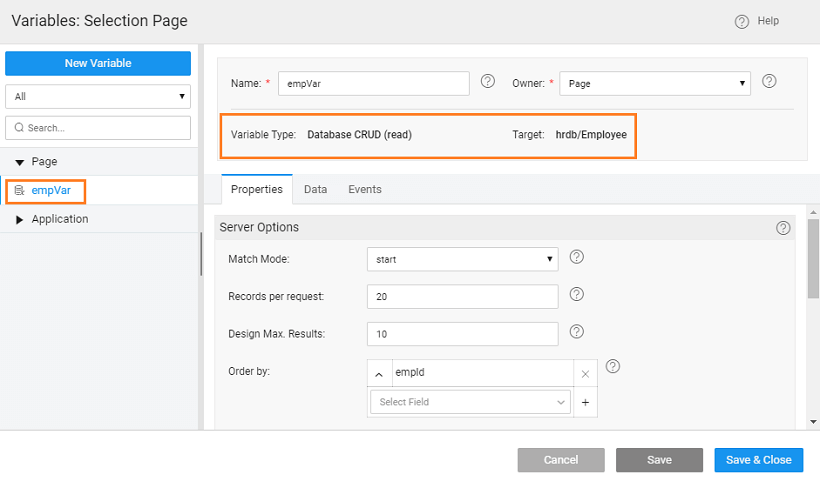 Variables: Selection Page
Help
New Variable
All
Search...
Page
empVar
Application
Name: * empVar Owner: * Page
Variable Type: Database CRUD (read) Target: hrdb/Employee
Properties Data Events
Server Options
Match Mode: start
Records per request: 20
Design Max. Results: 10
Order by: empId
Select Field
Cancel Save Save & Close